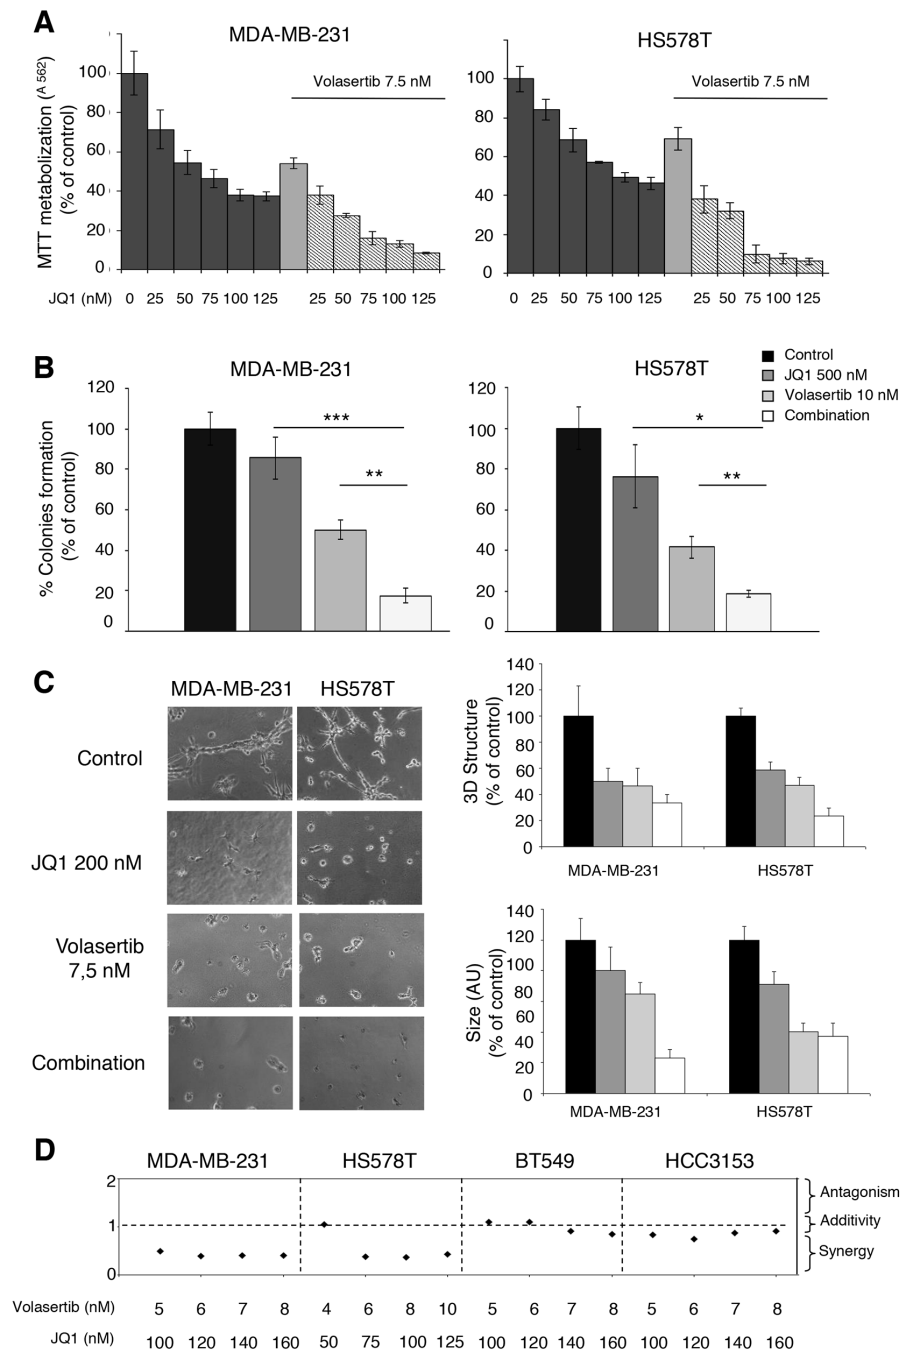 A
MDA-MB-231
HS578T
MTT metabolization (A 562)
(% of control)
100
80
60
40
20
0
Volasertib 7.5 nM
100
80
60
40
20
0
Volasertib 7.5 nM
JQ1 (nM) 0 25 50 75 100 125 25 50 75 100 125
0 25 50 75 100 125 25 50 75 100 125
B
MDA-MB-231
HS578T
Control
JQ1 500 nM
Volasertib 10 nM
Combination
% Colonies formation
(% of control)
120
100
80
60
40
20
0
***
**
120
100
80
60
40
20
0
*
**
C
MDA-MB-231 HS578T
Control
JQ1 200 nM
Volasertib
7,5 nM
Combination
3D Structure
(% of control)
140
120
100
80
60
40
20
0
MDA-MB-231 HS578T
Size (AU)
(% of control)
140
120
100
80
60
40
20
0
MDA-MB-231 HS578T
D
MDA-MB-231 HS578T BT549 HCC3153
2
1
0
Antagonism
Additivity
Synergy
Volasertib (nM) 5 6 7 8 4 6 8 10 5 6 7 8 5 6 7 8
JQ1 (nM) 100 120 140 160 50 75 100 125 100 120 140 160 100 120 140 160